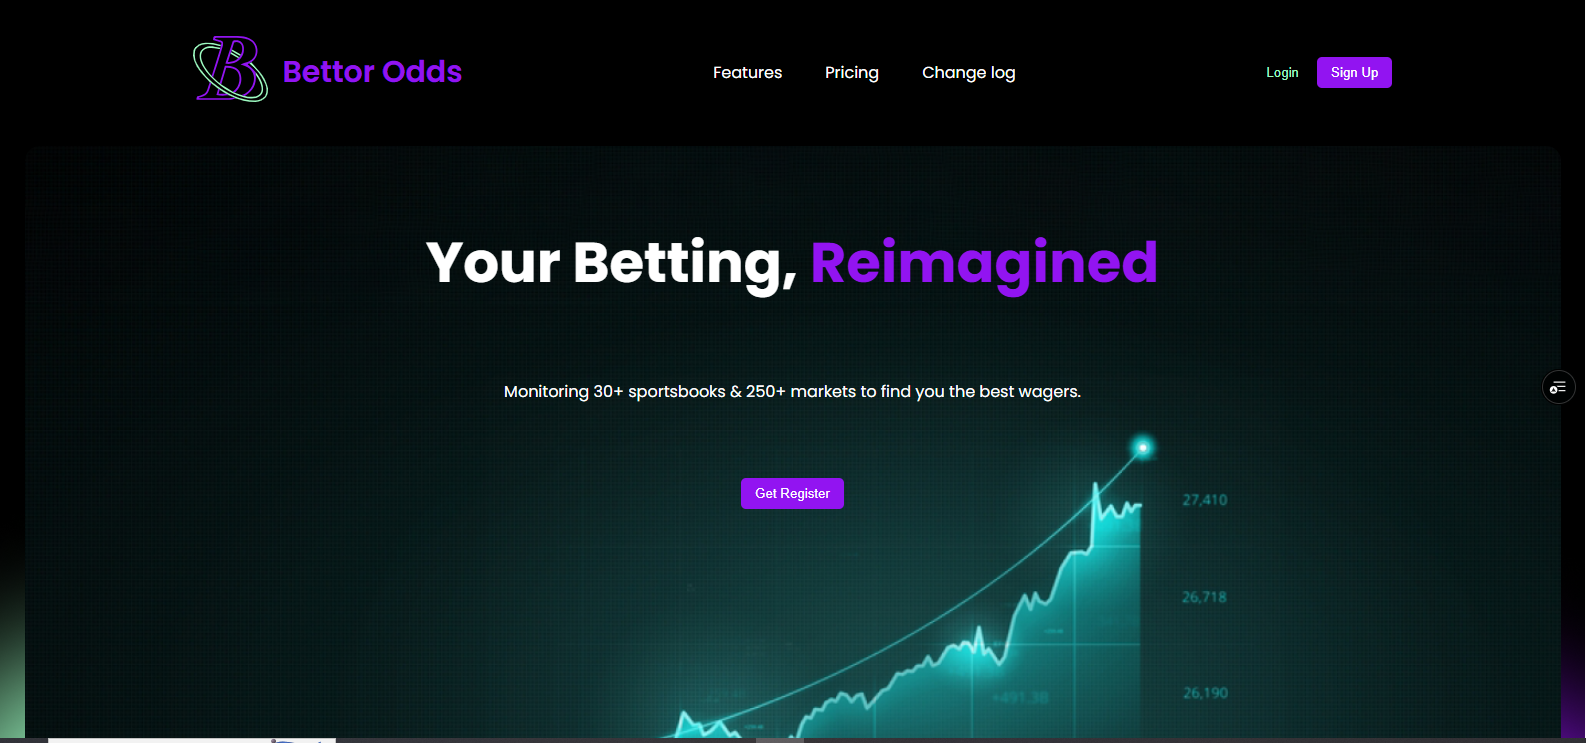 B
Bettor Odds
Features
Pricing
Change log
Login
Sign Up
Your Betting, Reimagined
Monitoring 30+ sportsbooks & 250+ markets to find you the best wagers.
Get Register
27,410
26,718
+491.38
26,190